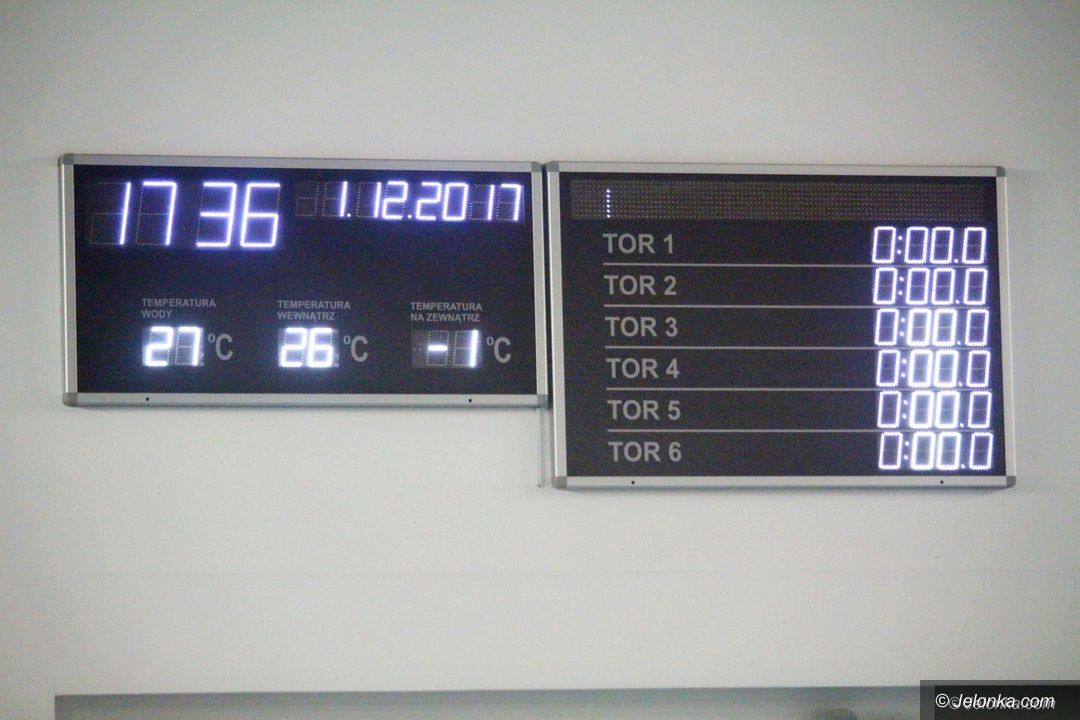 17 36 1.12.2017
TEMPERATURA WODY
27 °C
TEMPERATURA WEWNĄTRZ
26 °C
TEMPERATURA NA ZEWNĄTRZ
-1 °C
TOR 1 0:00.0
TOR 2 0:00.0
TOR 3 0:00.0
TOR 4 0:00.0
TOR 5 0:00.0
TOR 6 0:00.0
© Jelonka.com